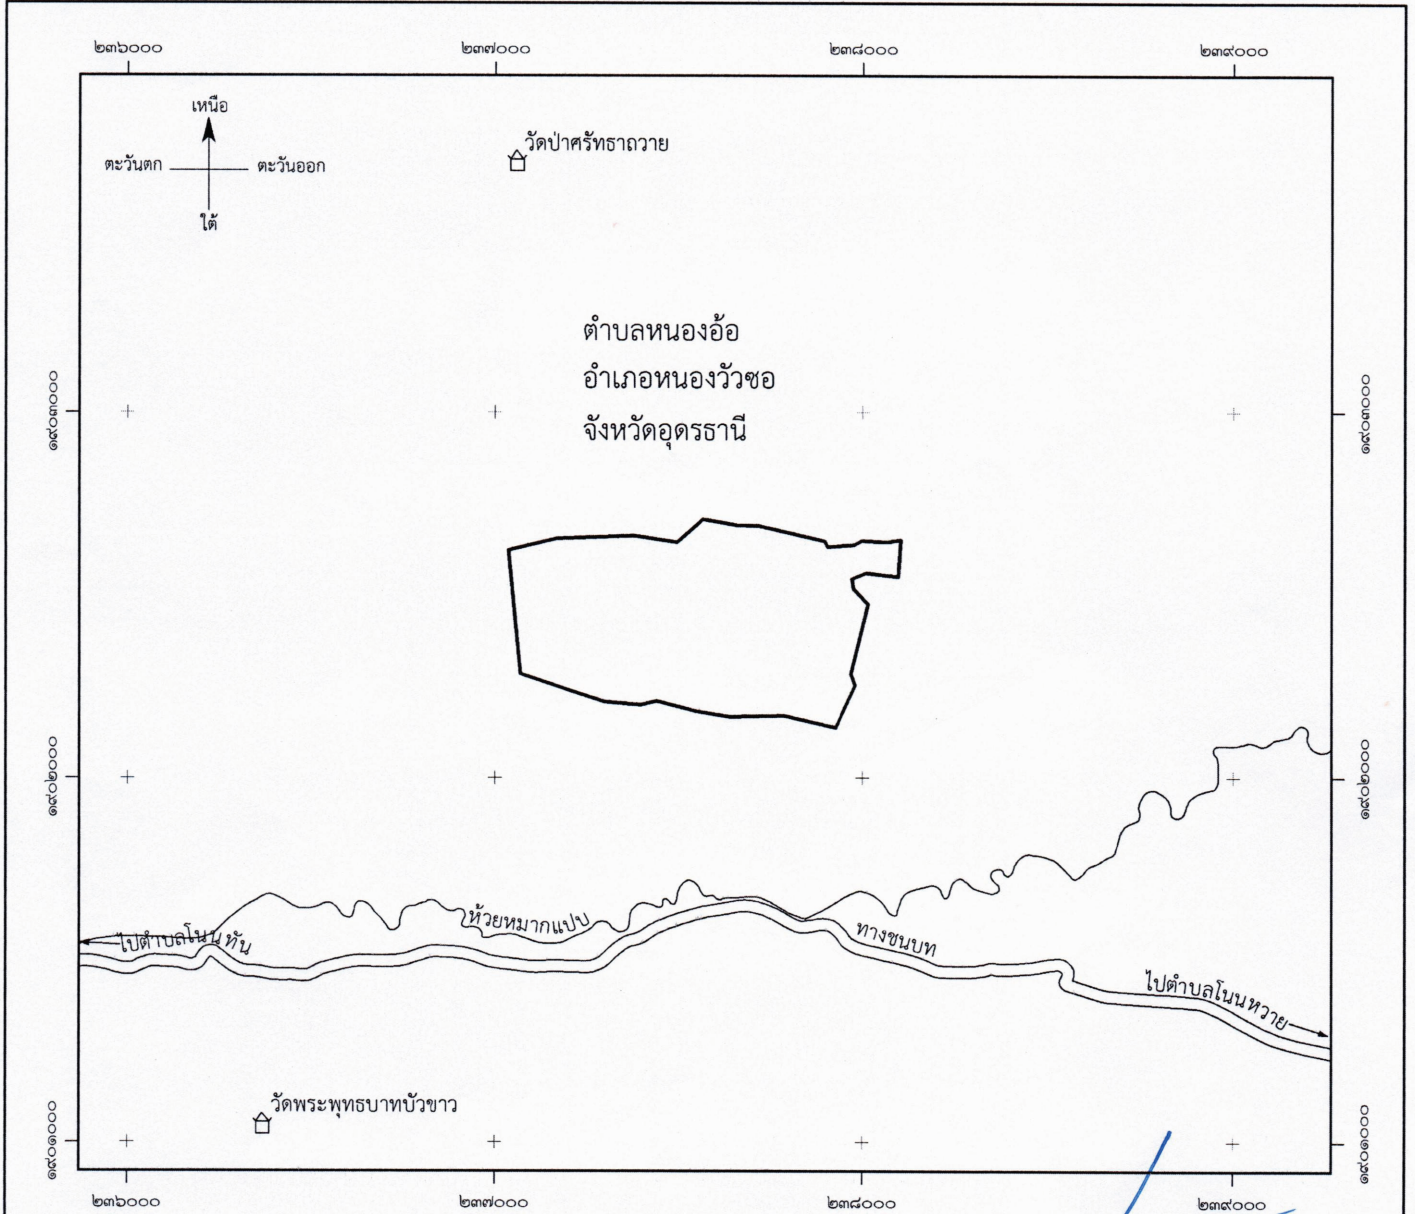 ๒๓๖๐๐๐
๒๓๗๐๐๐
๒๓๘๐๐๐
๒๓๙๐๐๐
เหนือ
ตะวันตก
ตะวันออก
ใต้
วัดป่าศรัทธาถวาย
ตำบลหนองอ้อ
อำเภอหนองวัวซอ
จังหวัดอุดรธานี
๑๙๐๓๐๐๐
๑๙๐๓๐๐๐
๑๙๐๒๐๐๐
๑๙๐๒๐๐๐
ห้วยหมากแปบ
ไปตำบลโนนทัน
ทางชนบท
ไปตำบลโนนหวาย
วัดพระพุทธบาทบัวขาว
๑๙๐๑๐๐๐
๑๙๐๑๐๐๐
๒๓๖๐๐๐
๒๓๗๐๐๐
๒๓๘๐๐๐
๒๓๙๐๐๐